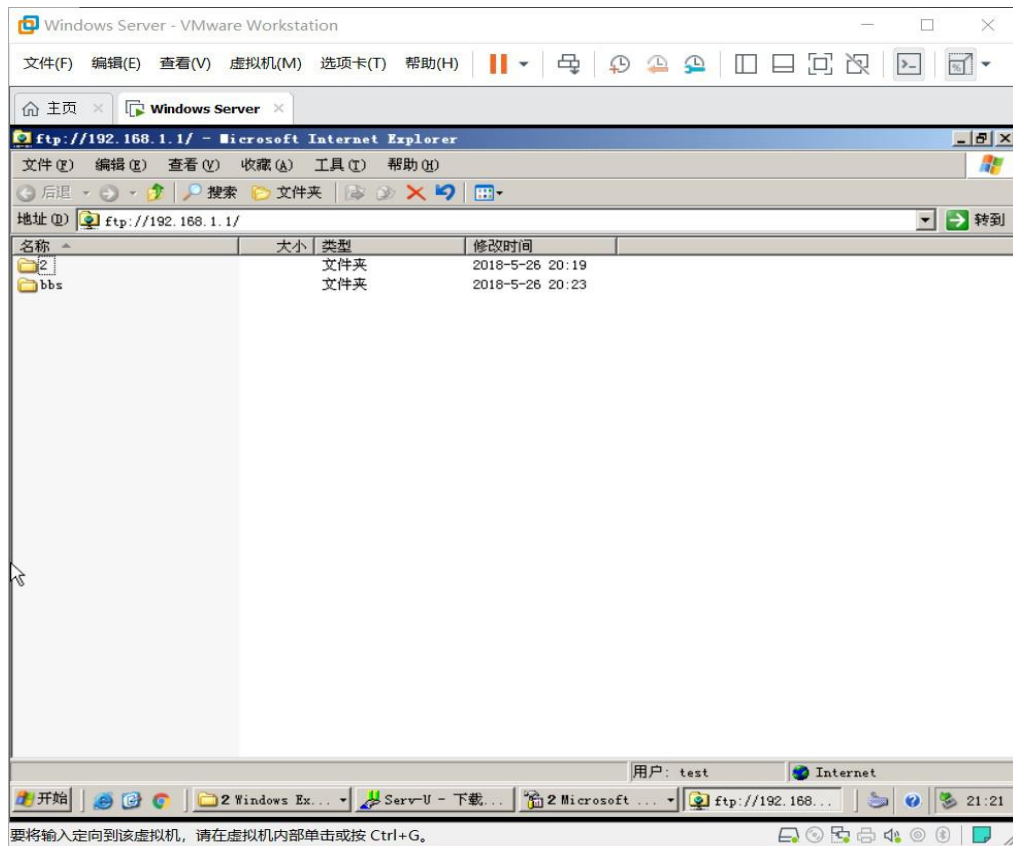 Windows Server - VMware Workstation
文件(F) 编辑(E) 查看(V) 虚拟机(M) 选项卡(T) 帮助(H)
主页 Windows Server
ftp://192.168.1.1/ - Microsoft Internet Explorer
文件(F) 编辑(E) 查看(V) 收藏(A) 工具(T) 帮助(H)
后退 搜索 文件夹
地址(D) ftp://192.168.1.1/ 转到
名称 大小 类型 修改时间
2 文件夹 2018-5-26 20:19
bbs 文件夹 2018-5-26 20:23
用户: test Internet
开始 2 Windows Ex... Serv-U - 下载... 2 Microsoft ... ftp://192.168... 21:21
要将输入定向到该虚拟机，请在虚拟机内部单击或按 Ctrl+G。